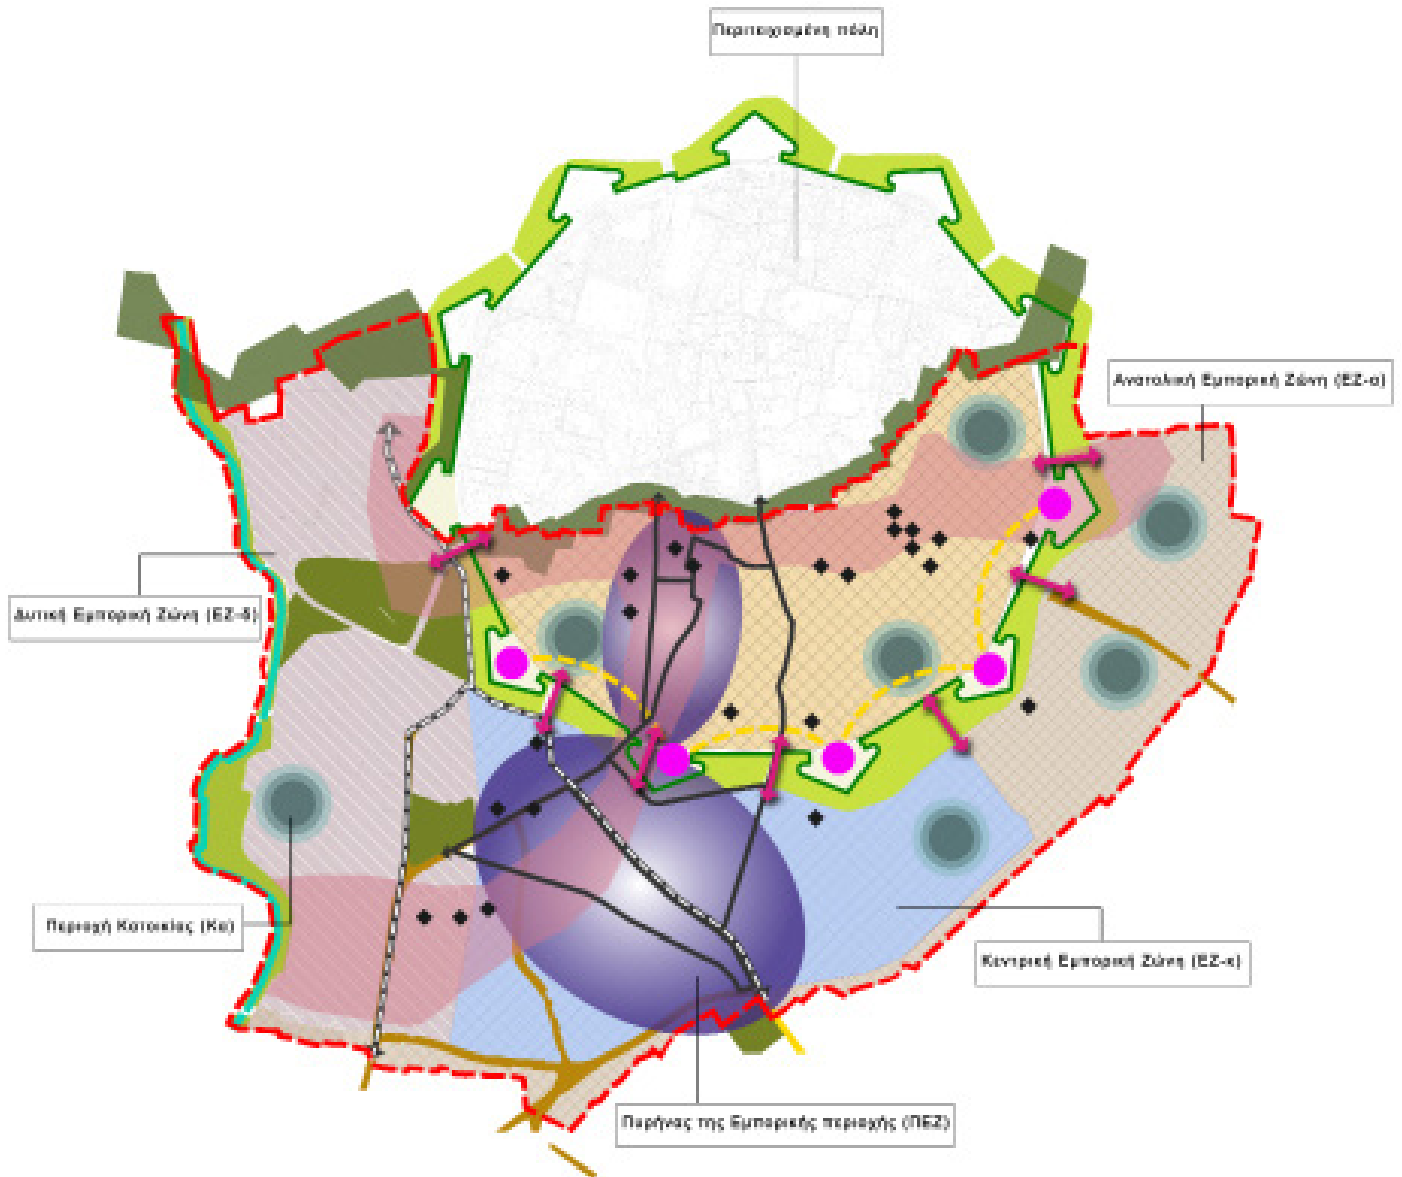 Περιτειχισμένη πόλη
Ανατολική Εμπορική Ζώνη (ΕΖ-α)
Δυτική Εμπορική Ζώνη (ΕΖ-δ)
Περιοχή Κατοικίας (Κα)
Κεντρική Εμπορική Ζώνη (ΕΖ-κ)
Πυρήνας της Εμπορικής περιοχής (ΠΕΖ)